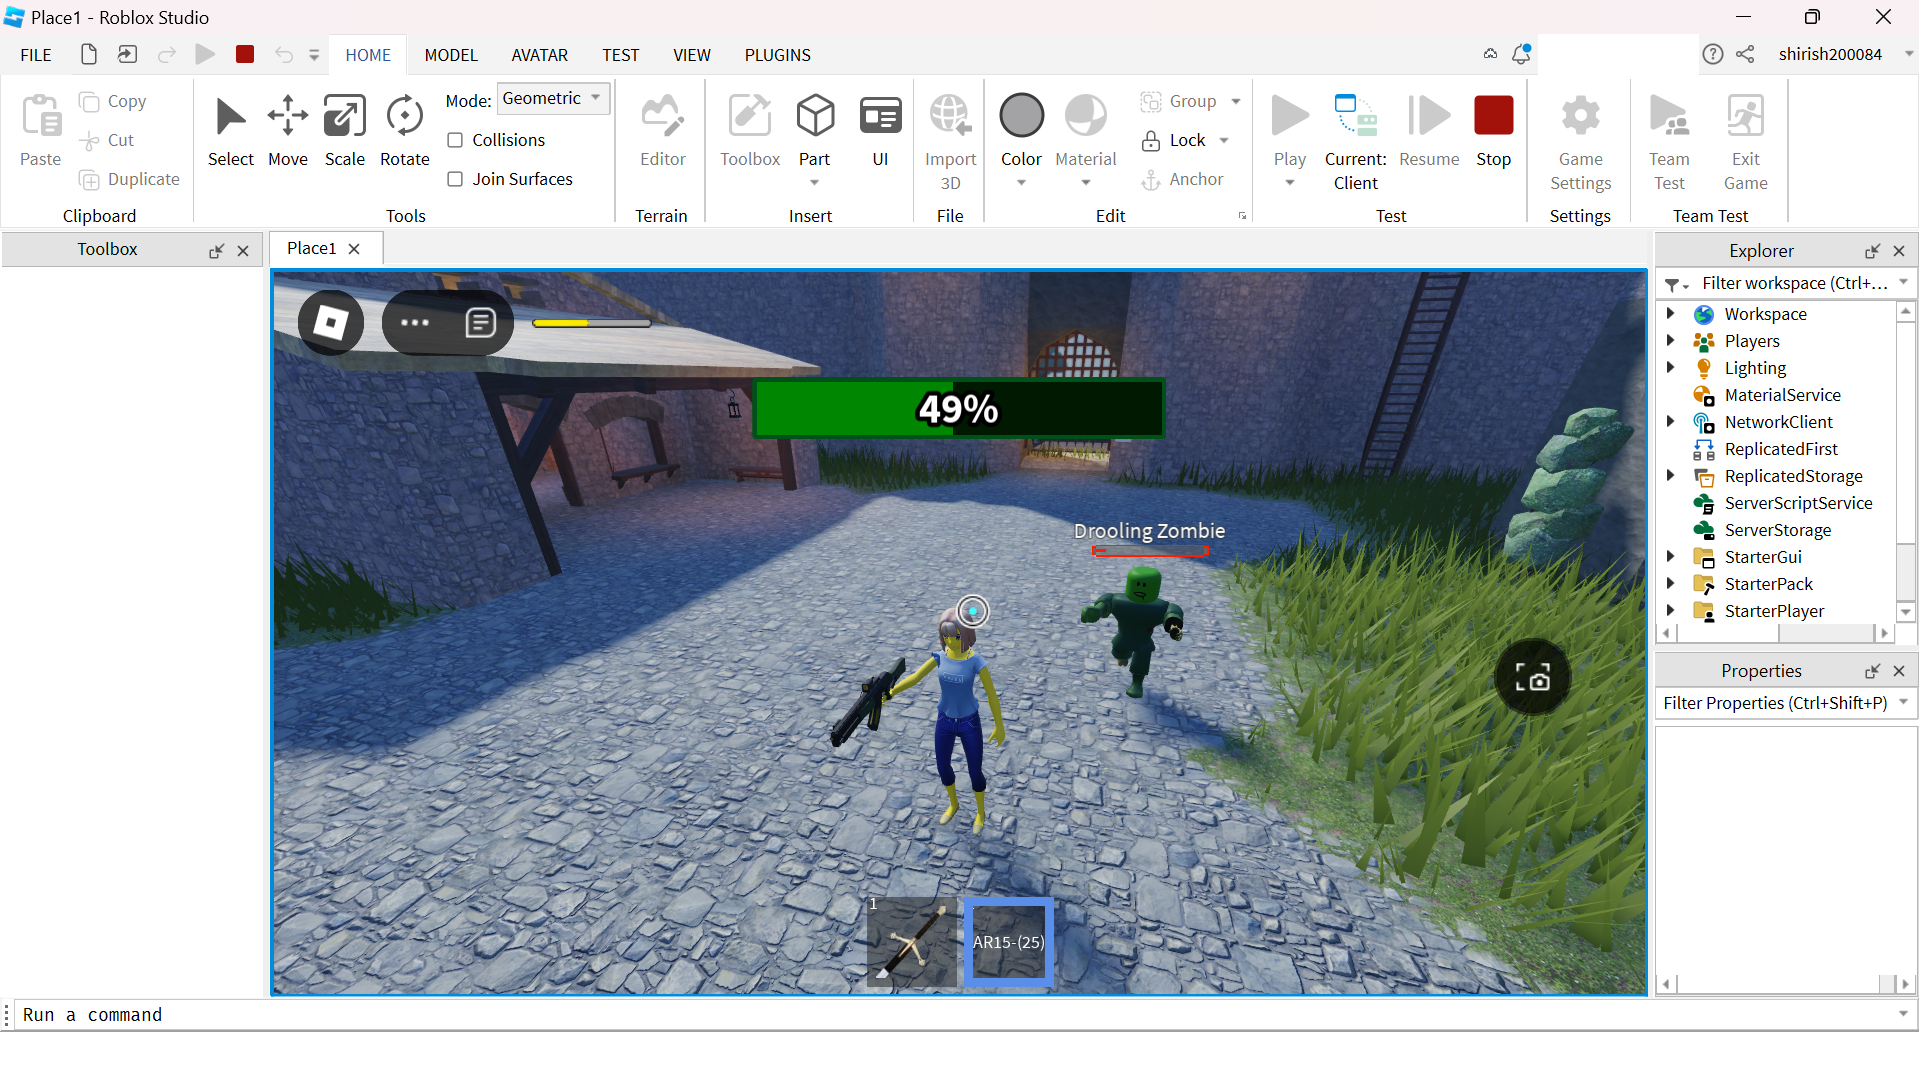 Place1 - Roblox Studio
FILE
HOME
MODEL
AVATAR
TEST
VIEW
PLUGINS
shirish200084
Paste
Copy
Cut
Duplicate
Clipboard
Select
Move
Scale
Rotate
Mode: Geometric
Collisions
Join Surfaces
Tools
Editor
Terrain
Toolbox
Part
UI
Insert
Import
3D
File
Color
Material
Group
Lock
Anchor
Edit
Play
Current:
Client
Resume
Stop
Test
Game
Settings
Settings
Team
Test
Exit
Game
Team Test
Toolbox
Place1
Explorer
Filter workspace (Ctrl+...
Workspace
Players
Lighting
MaterialService
NetworkClient
ReplicatedFirst
ReplicatedStorage
ServerScriptService
ServerStorage
StarterGui
StarterPack
StarterPlayer
Properties
Filter Properties (Ctrl+Shift+P)
49%
Drooling Zombie
1
AR15-(25)
Run a command